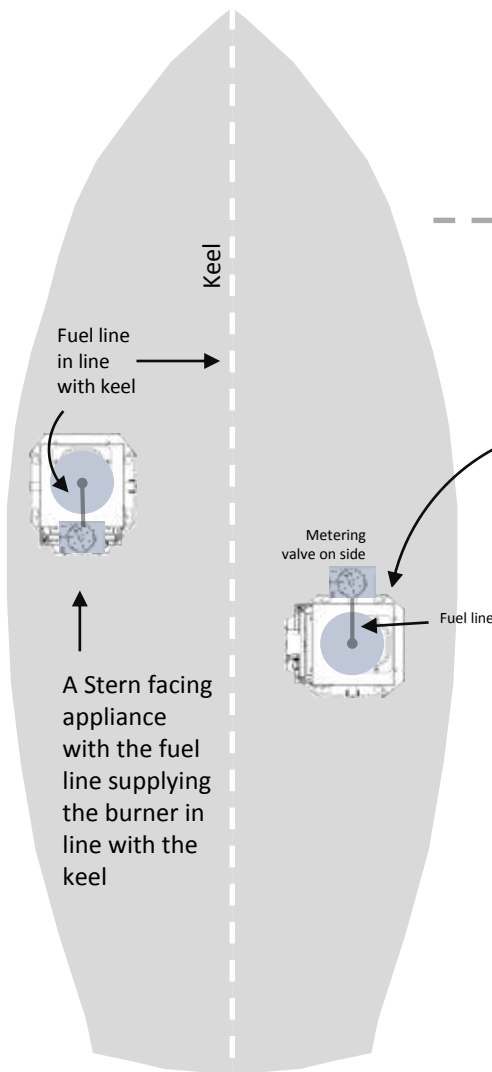 Keel
Fuel line
in line
with keel
Metering
valve on side
Fuel line
A Stern facing
appliance
with the fuel
line supplying
the burner in
line with the
keel